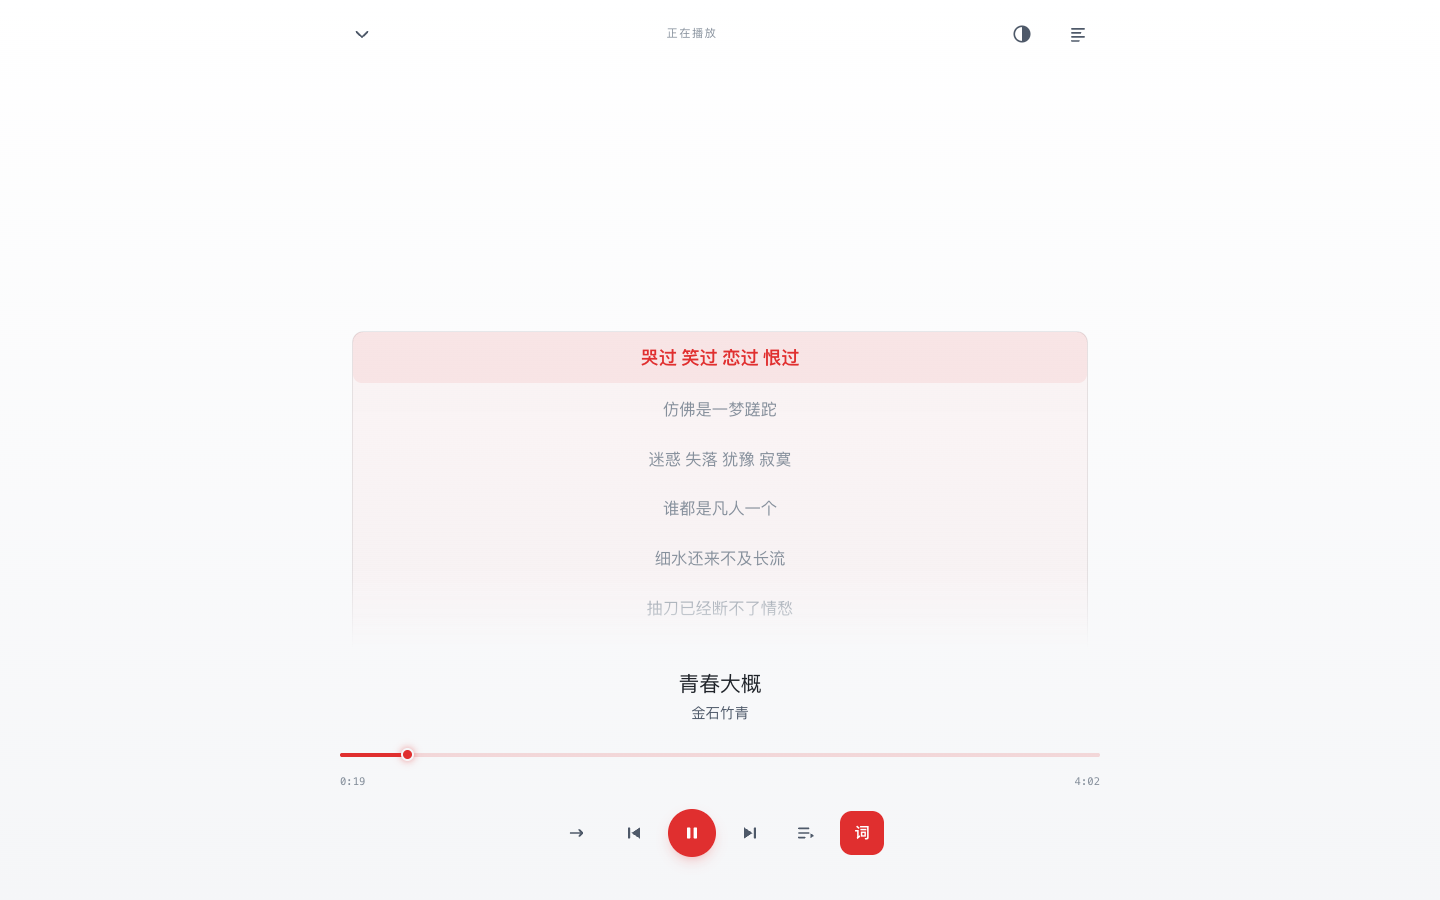 正在播放
哭过 笑过 恋过 恨过
仿佛是一梦蹉跎
迷惑 失落 犹豫 寂寞
谁都是凡人一个
细水还来不及长流
抽刀已经断不了情愁
青春大概
金石竹青
0:19
4:02
词